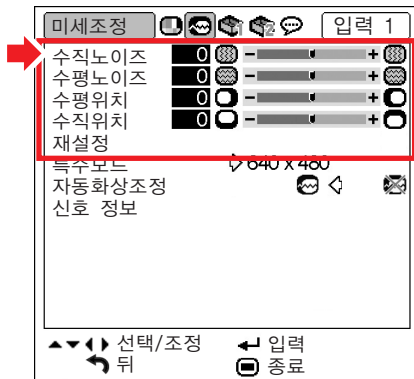 미세조정 입력 1
수직노이즈 0 - +
수평노이즈 0 - +
수평위치 0 - +
수직위치 0 - +
재설정
특수모드 640 x 480
자동화상조정
신호 정보
선택/조정 입력
뒤 종료